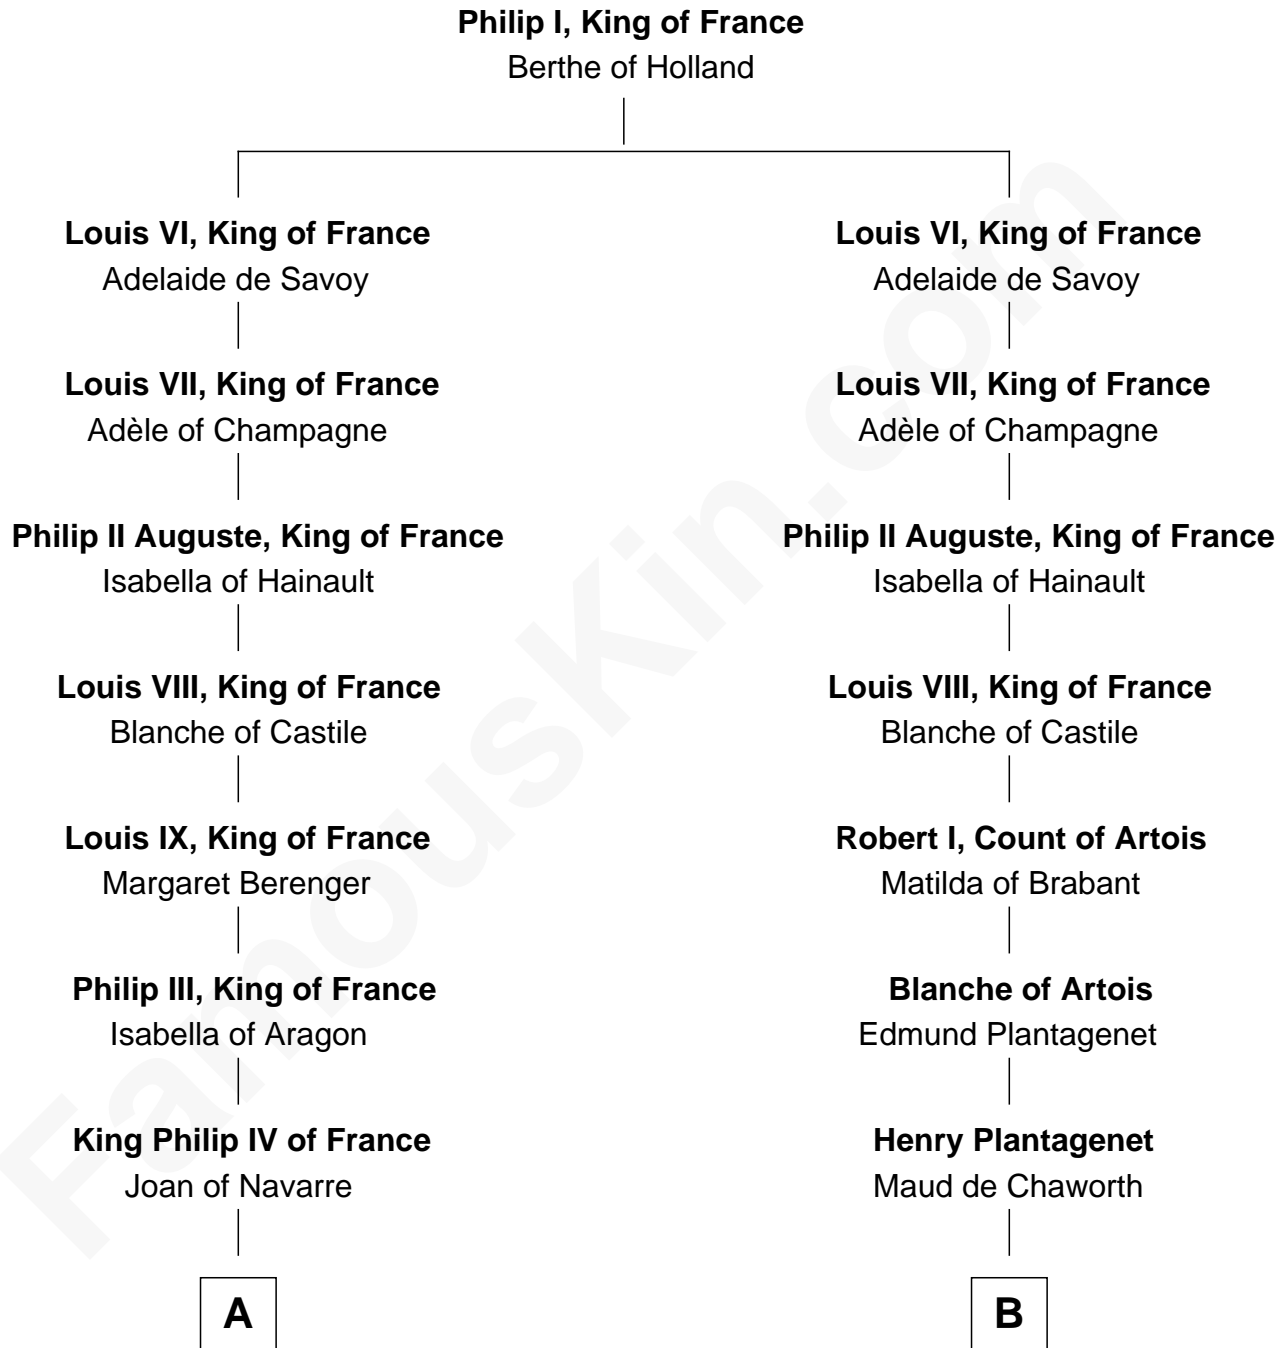 Philip I, King of France
Berthe of Holland
Louis VI, King of France
Adelaide de Savoy
Louis VII, King of France
Adèle of Champagne
Philip II Auguste, King of France
Isabella of Hainault
Louis VIII, King of France
Blanche of Castile
Louis IX, King of France
Margaret Berenger
Philip III, King of France
Isabella of Aragon
King Philip IV of France
Joan of Navarre
A
Louis VI, King of France
Adelaide de Savoy
Louis VII, King of France
Adèle of Champagne
Philip II Auguste, King of France
Isabella of Hainault
Louis VIII, King of France
Blanche of Castile
Robert I, Count of Artois
Matilda of Brabant
Blanche of Artois
Edmund Plantagenet
Henry Plantagenet
Maud de Chaworth
B
FamousKin.com